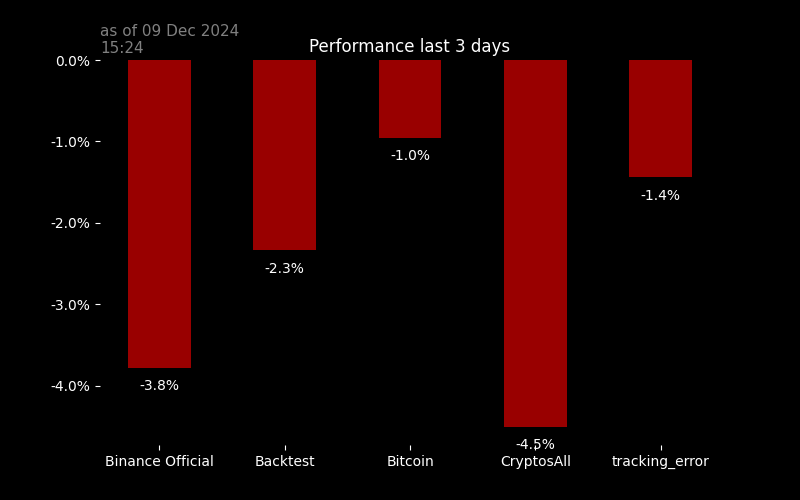 as of 09 Dec 2024
15:24
Performance last 3 days
0.0%
-1.0%
-2.0%
-3.0%
-4.0%
-3.8%
-2.3%
-1.0%
-4.5%
-1.4%
Binance Official
Backtest
Bitcoin
CryptosAll
tracking_error